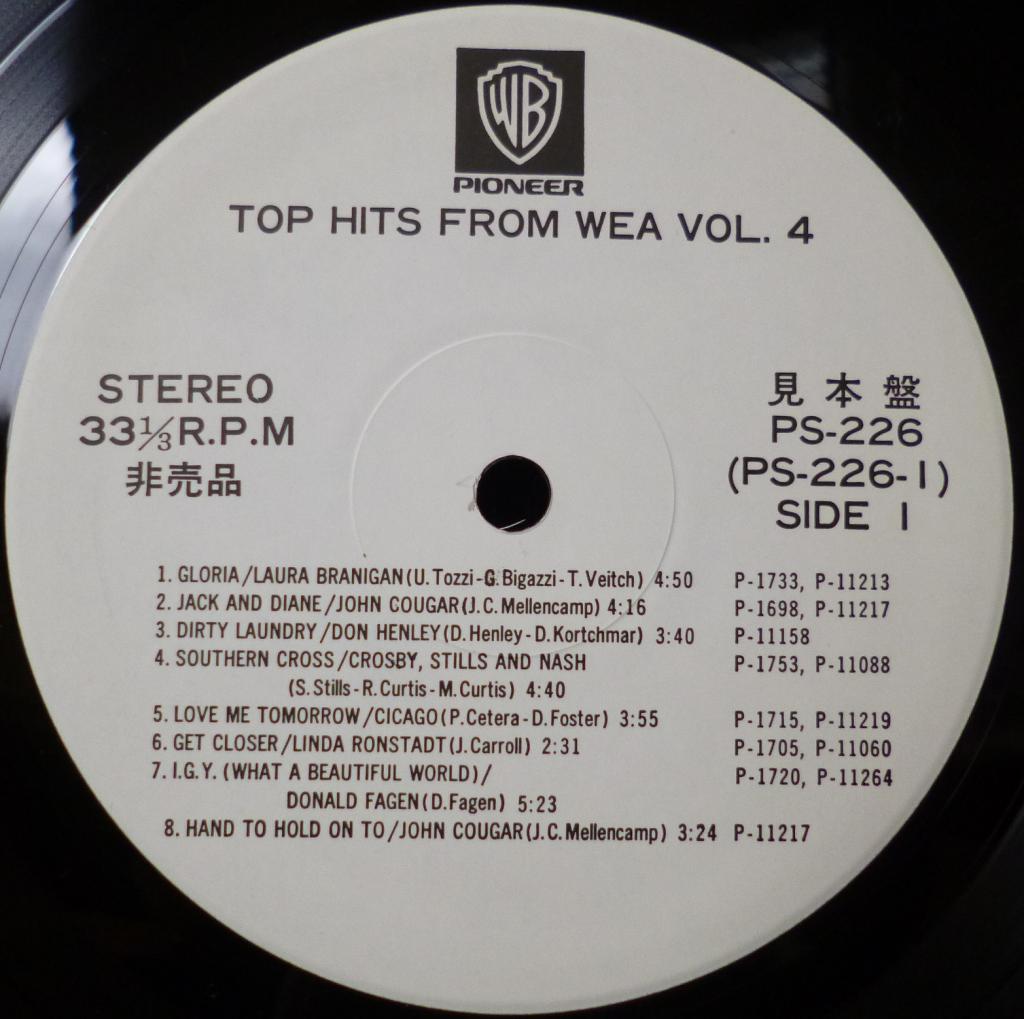 WB
PIONEER
TOP HITS FROM WEA VOL. 4
STEREO
33⅓ R.P.M
非売品
見本盤
PS-226
(PS-226-1)
SIDE 1
1. GLORIA/LAURA BRANIGAN(U.Tozzi-G.Bigazzi-T.Veitch) 4:50 P-1733, P-11213
2. JACK AND DIANE/JOHN COUGAR(J.C.Mellencamp) 4:16 P-1698, P-11217
3. DIRTY LAUNDRY/DON HENLEY(D.Henley-D.Kortchmar) 3:40 P-11158
4. SOUTHERN CROSS/CROSBY, STILLS AND NASH P-1753, P-11088
(S.Stills-R.Curtis-M.Curtis) 4:40
5. LOVE ME TOMORROW/CICAGO(P.Cetera-D.Foster) 3:55 P-1715, P-11219
6. GET CLOSER/LINDA RONSTADT(J.Carroll) 2:31 P-1705, P-11060
7. I.G.Y. (WHAT A BEAUTIFUL WORLD)/ P-1720, P-11264
DONALD FAGEN(D.Fagen) 5:23
8. HAND TO HOLD ON TO/JOHN COUGAR(J.C.Mellencamp) 3:24 P-11217